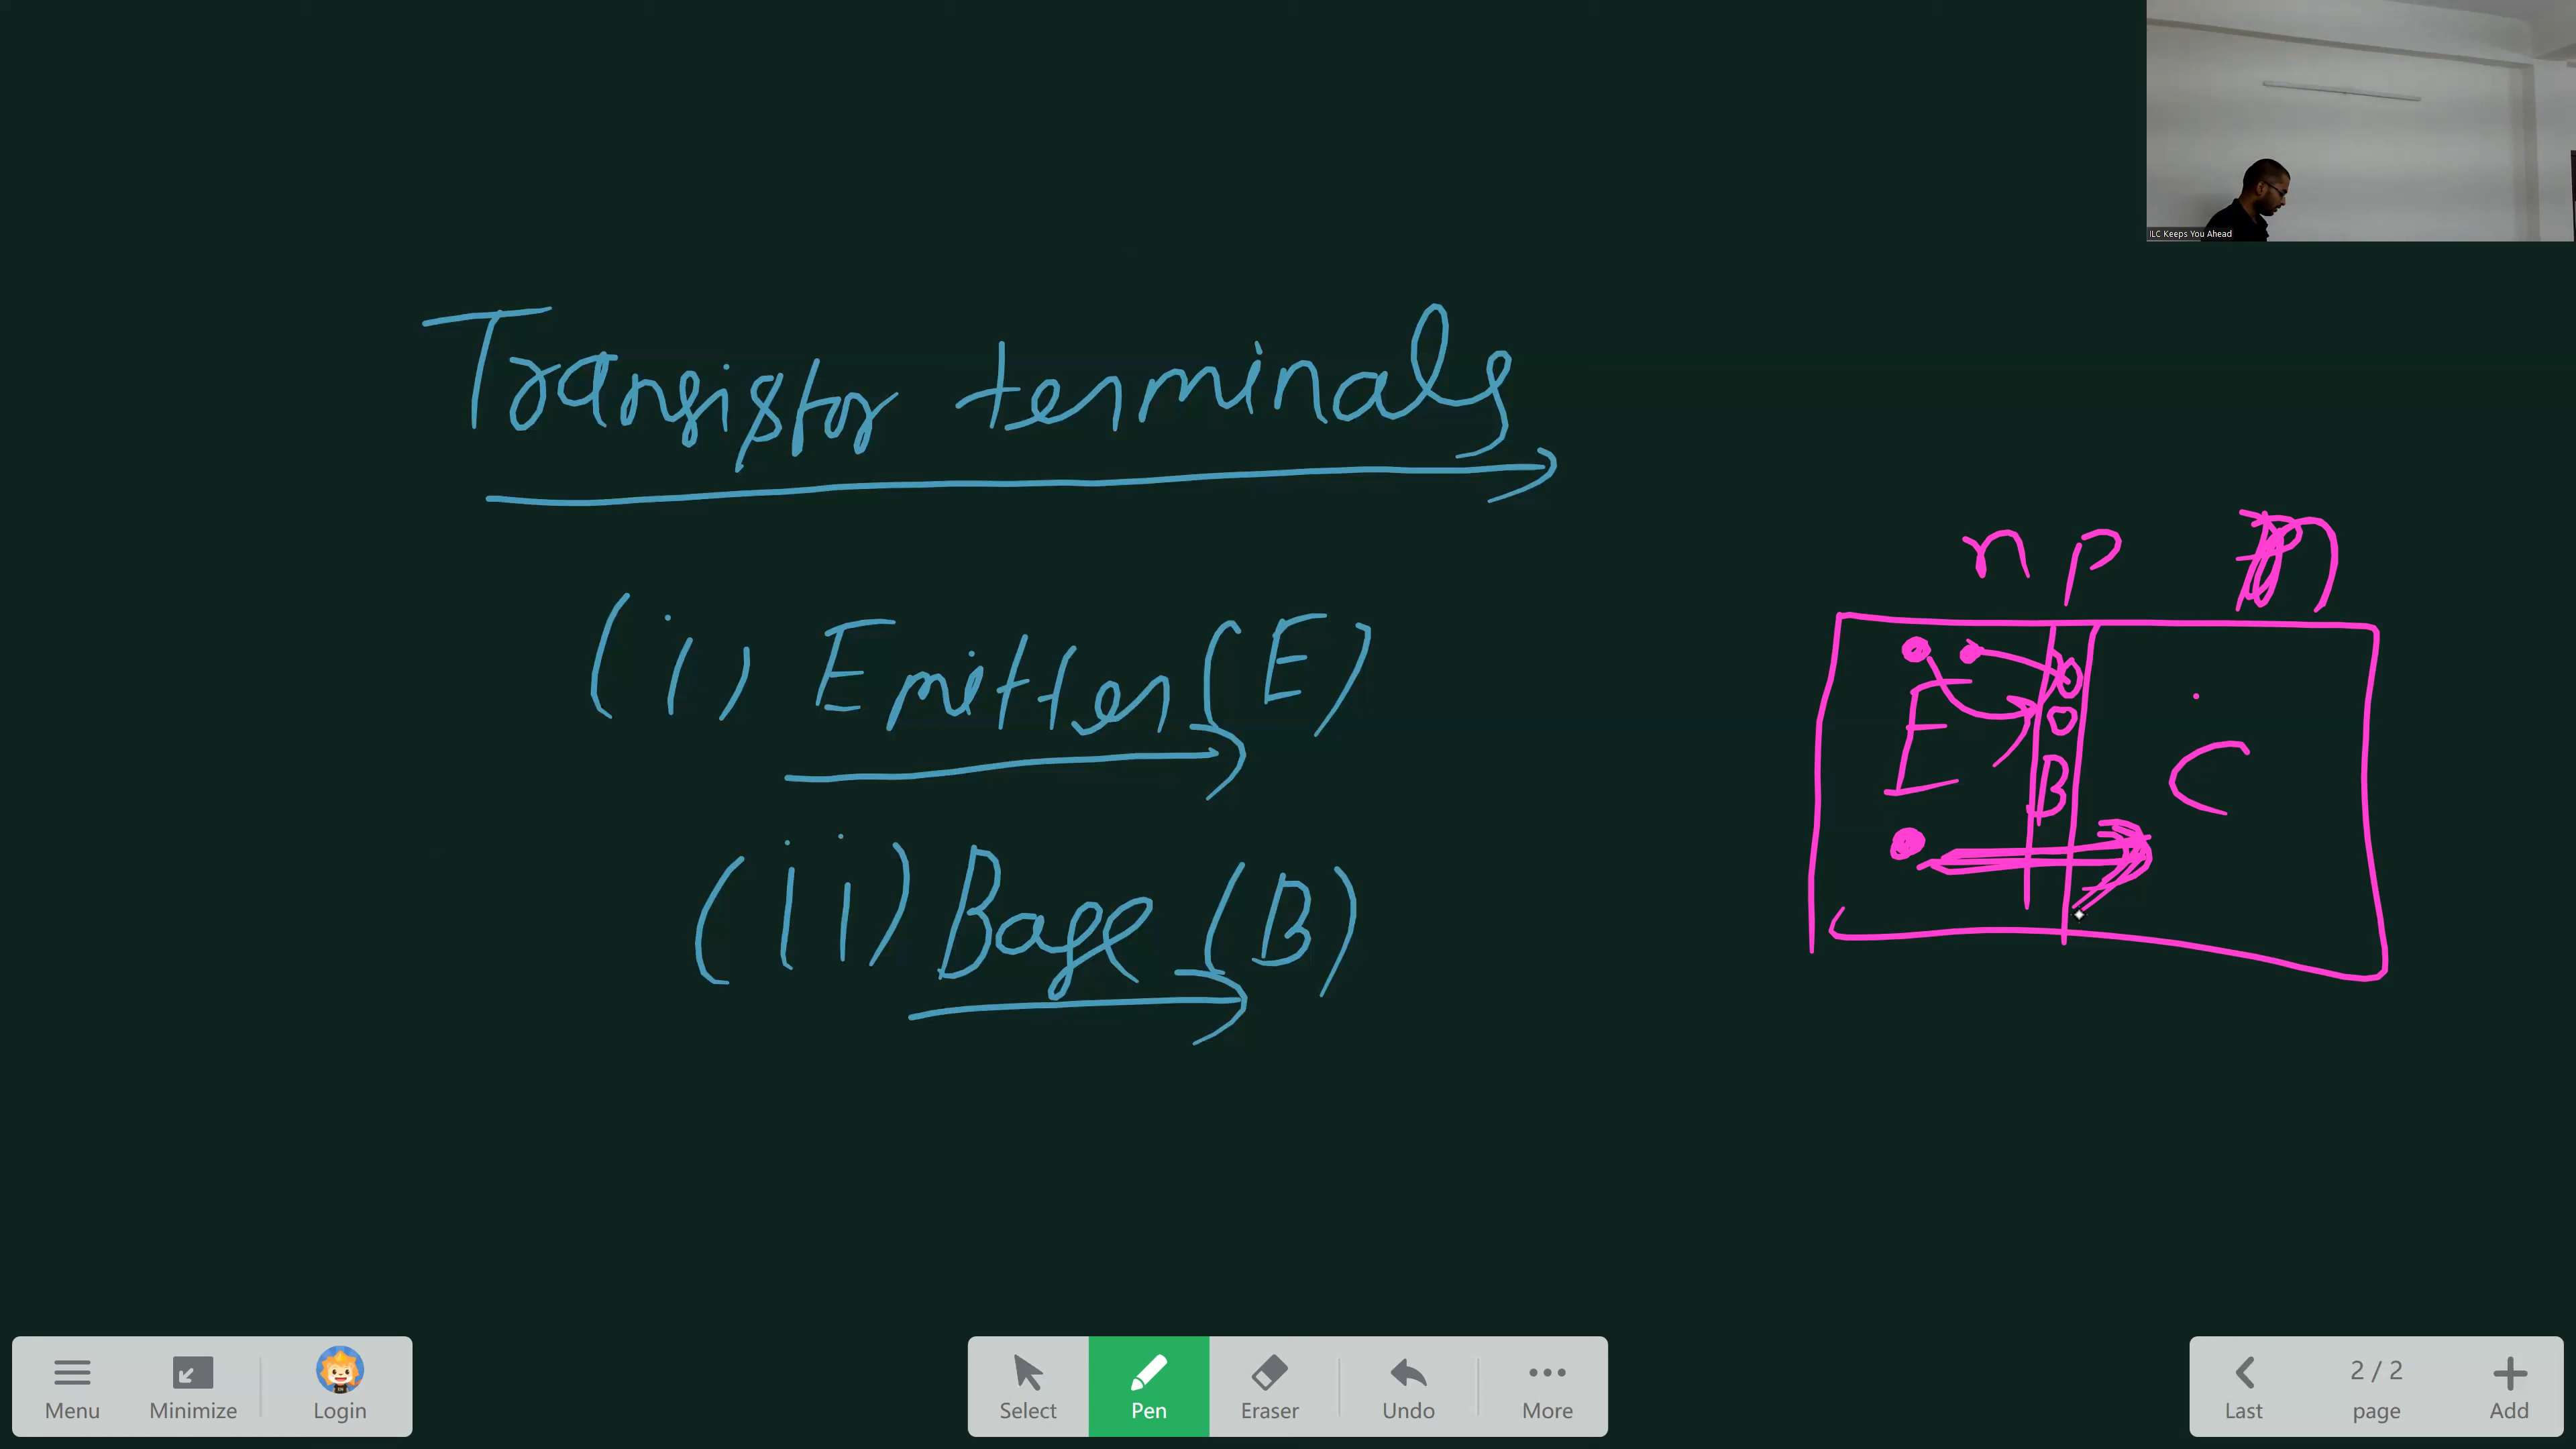 ILC Keeps You Ahead
Transistor terminals
(i) Emitter (E)
(ii) Base (B)
n p n
E B C
Menu Minimize Login
Select Pen Eraser Undo More
Last 2 / 2 page Add